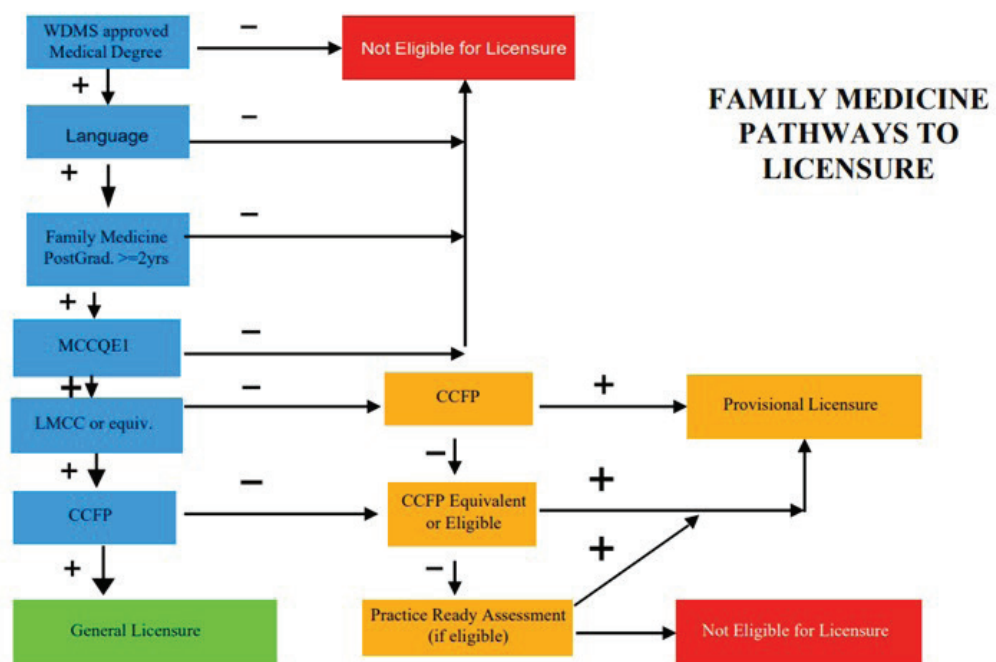 WDMS approved
Medical Degree
−
Not Eligible for Licensure
FAMILY MEDICINE
PATHWAYS TO
LICENSURE
+
Language
−
+
Family Medicine
PostGrad. >=2yrs
−
+
MCCQE1
−
+
LMCC or equiv.
−
CCFP
+
Provisional Licensure
+
−
CCFP
−
CCFP Equivalent
or Eligible
+
+
+
−
General Licensure
Practice Ready Assessment
(if eligible)
Not Eligible for Licensure